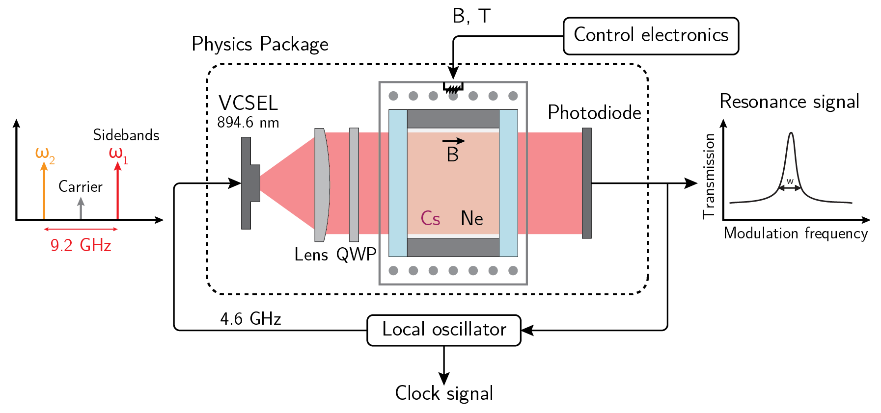 B, T
Control electronics
Physics Package
VCSEL
894.6 nm
Photodiode
Resonance signal
Sidebands
ω2
ω1
Carrier
9.2 GHz
B
Cs
Ne
Lens
QWP
Transmission
w
Modulation frequency
4.6 GHz
Local oscillator
Clock signal